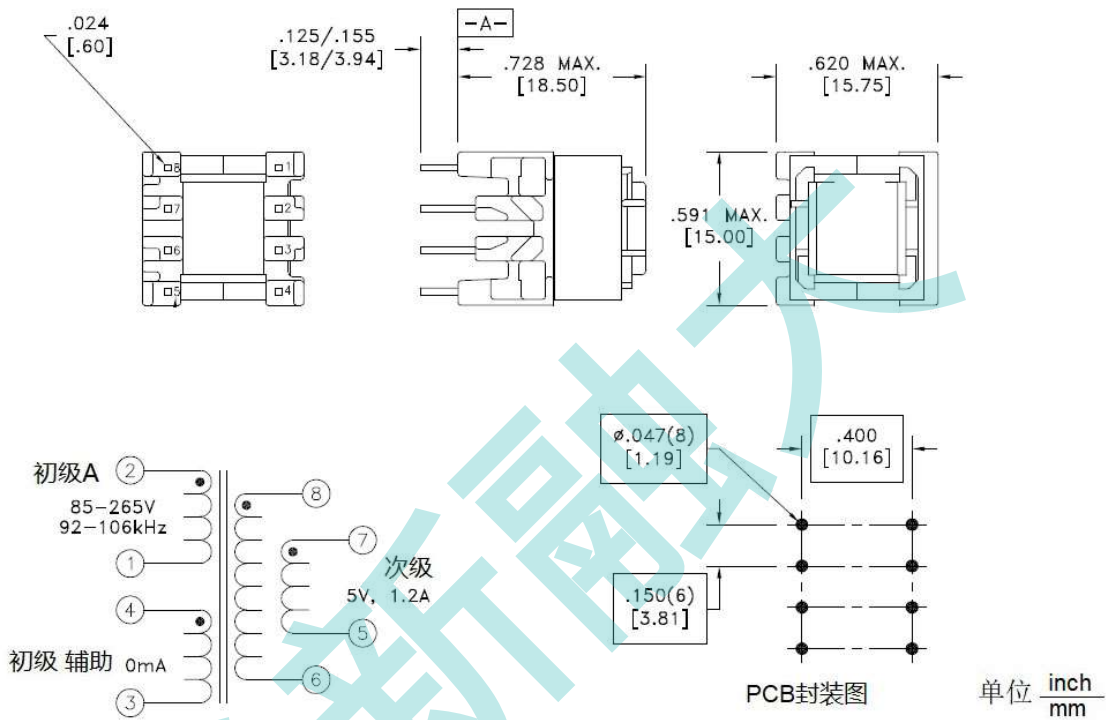 .024
[.60]
.125/.155
[3.18/3.94]
-A-
.728 MAX.
[18.50]
.620 MAX.
[15.75]
.591 MAX.
[15.00]
8
1
7
2
6
3
5
4
初级A
2
85-265V
92-106kHz
1
4
初级 辅助 0mA
3
8
7
次级
5V, 1.2A
5
6
ø.047(8)
[1.19]
.400
[10.16]
.150(6)
[3.81]
PCB封装图
单位 inch
mm
新融大